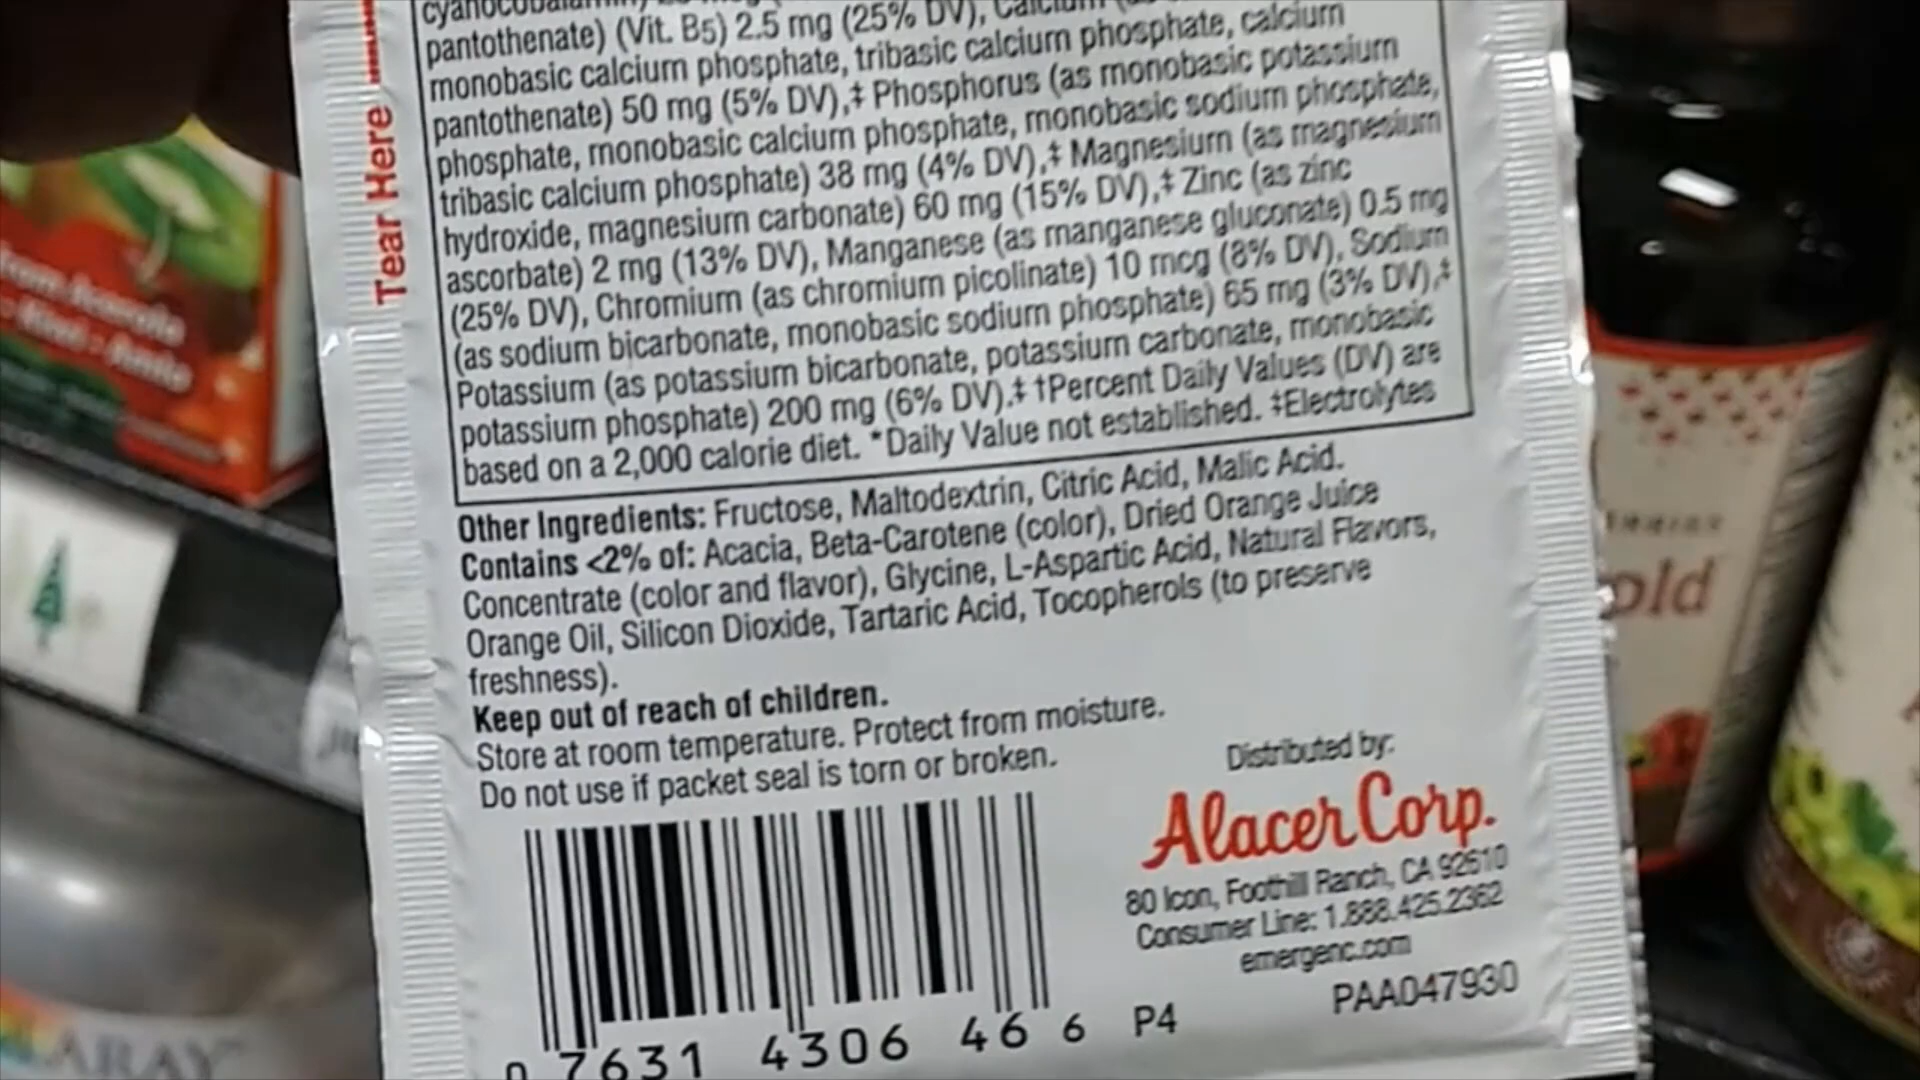 pantothenate) (Vit. B5) 2.5 mg (25% DV), Calcium
monobasic calcium phosphate, tribasic calcium phosphate, calcium
pantothenate) 50 mg (5% DV),‡ Phosphorus (as monobasic potassium
phosphate, monobasic calcium phosphate, monobasic sodium phosphate,
tribasic calcium phosphate) 38 mg (4% DV),‡ Magnesium (as magnesium
hydroxide, magnesium carbonate) 60 mg (15% DV),‡ Zinc (as zinc
ascorbate) 2 mg (13% DV), Manganese (as manganese gluconate) 0.5 mg
(25% DV), Chromium (as chromium picolinate) 10 mcg (8% DV), Sodium
(as sodium bicarbonate, monobasic sodium phosphate) 65 mg (3% DV),‡
Potassium (as potassium bicarbonate, potassium carbonate, monobasic
potassium phosphate) 200 mg (6% DV).‡ †Percent Daily Values (DV) are
based on a 2,000 calorie diet. *Daily Value not established. ‡Electrolytes
Tear Here
Other Ingredients: Fructose, Maltodextrin, Citric Acid, Malic Acid.
Contains <2% of: Acacia, Beta-Carotene (color), Dried Orange Juice
Concentrate (color and flavor), Glycine, L-Aspartic Acid, Natural Flavors,
Orange Oil, Silicon Dioxide, Tartaric Acid, Tocopherols (to preserve
freshness).
Keep out of reach of children.
Store at room temperature. Protect from moisture.
Do not use if packet seal is torn or broken.
Distributed by:
Alacer Corp.
80 Icon, Foothill Ranch, CA 92610
Consumer Line: 1.888.425.2362
emergenc.com
PAA047930
0 7631 4306 46 6 P4